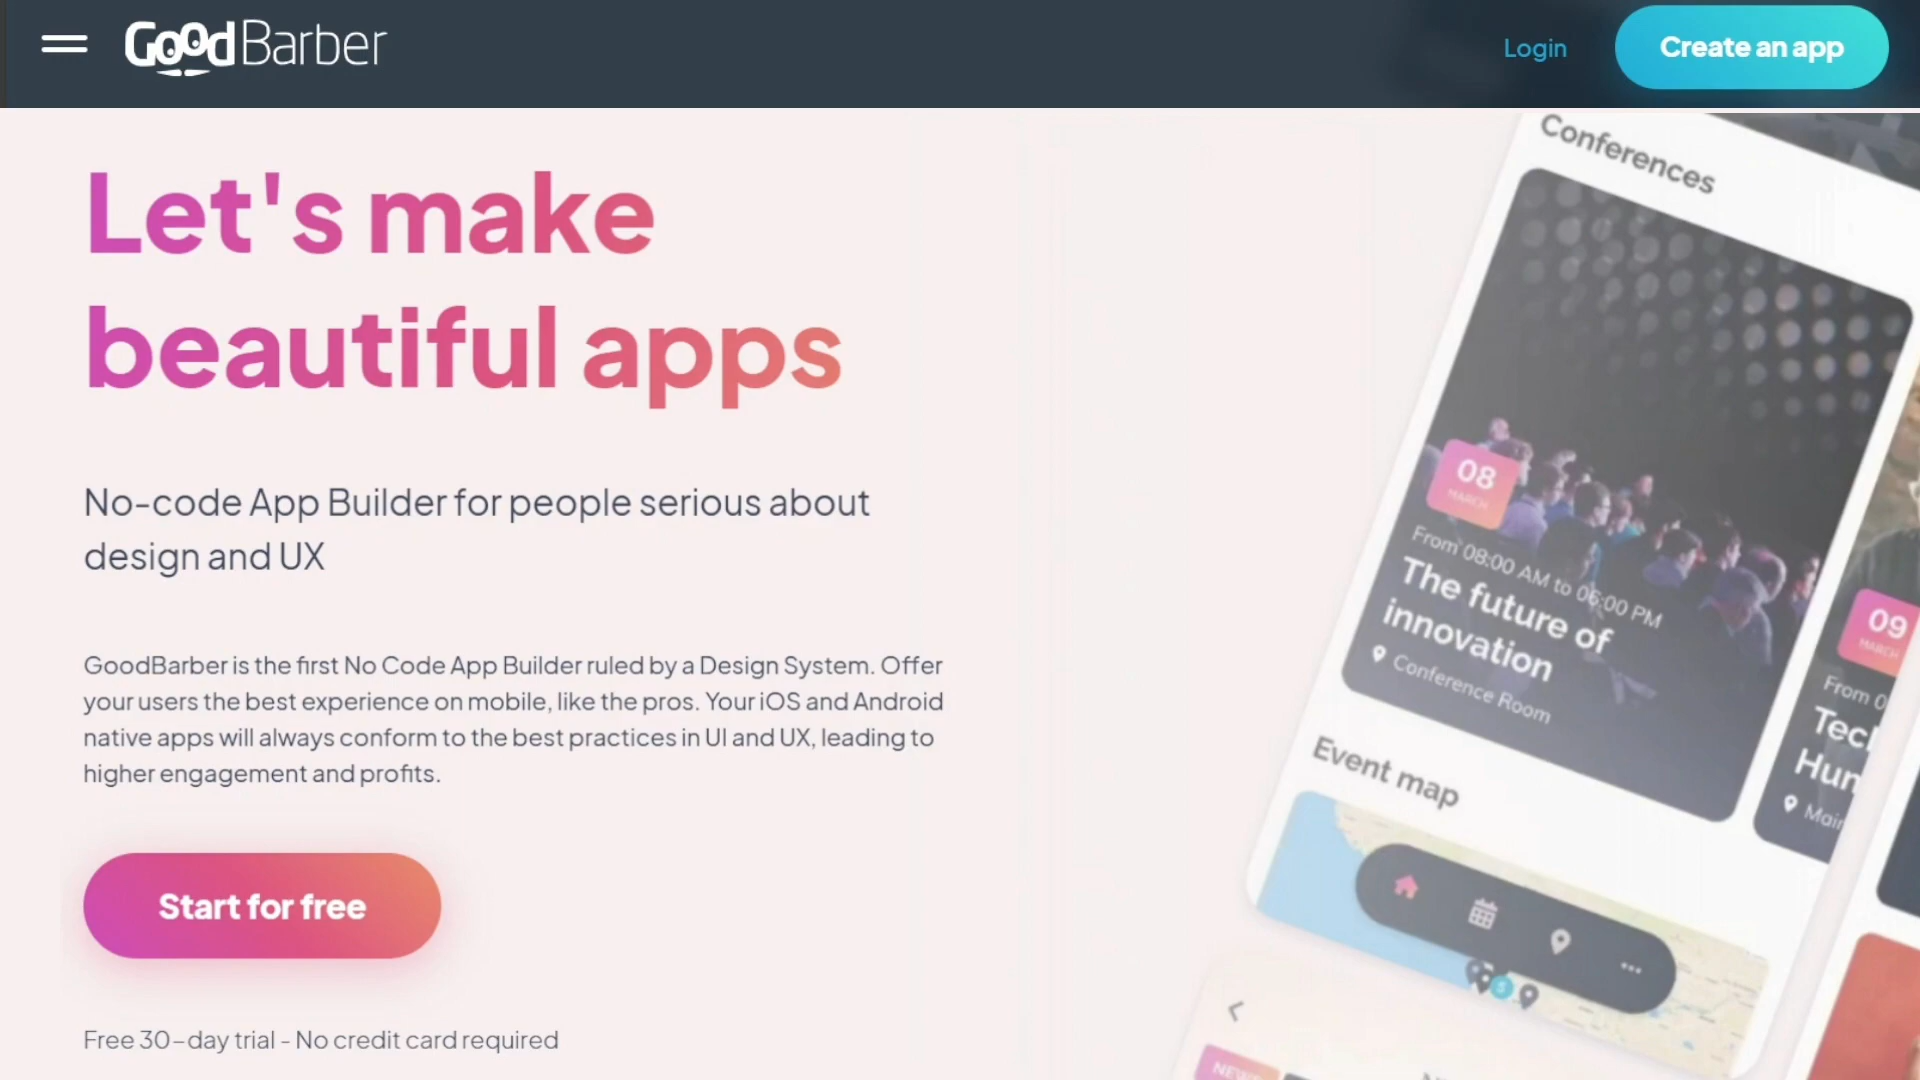 GoodBarber
Login
Create an app
Let's make
beautiful apps
No-code App Builder for people serious about
design and UX
GoodBarber is the first No Code App Builder ruled by a Design System. Offer
your users the best experience on mobile, like the pros. Your iOS and Android
native apps will always conform to the best practices in UI and UX, leading to
higher engagement and profits.
Start for free
Free 30-day trial - No credit card required
Conferences
08
MARCH
From 08:00 AM to 06:00 PM
The future of
innovation
Conference Room
09
MARCH
From
Event map
5
NEWS